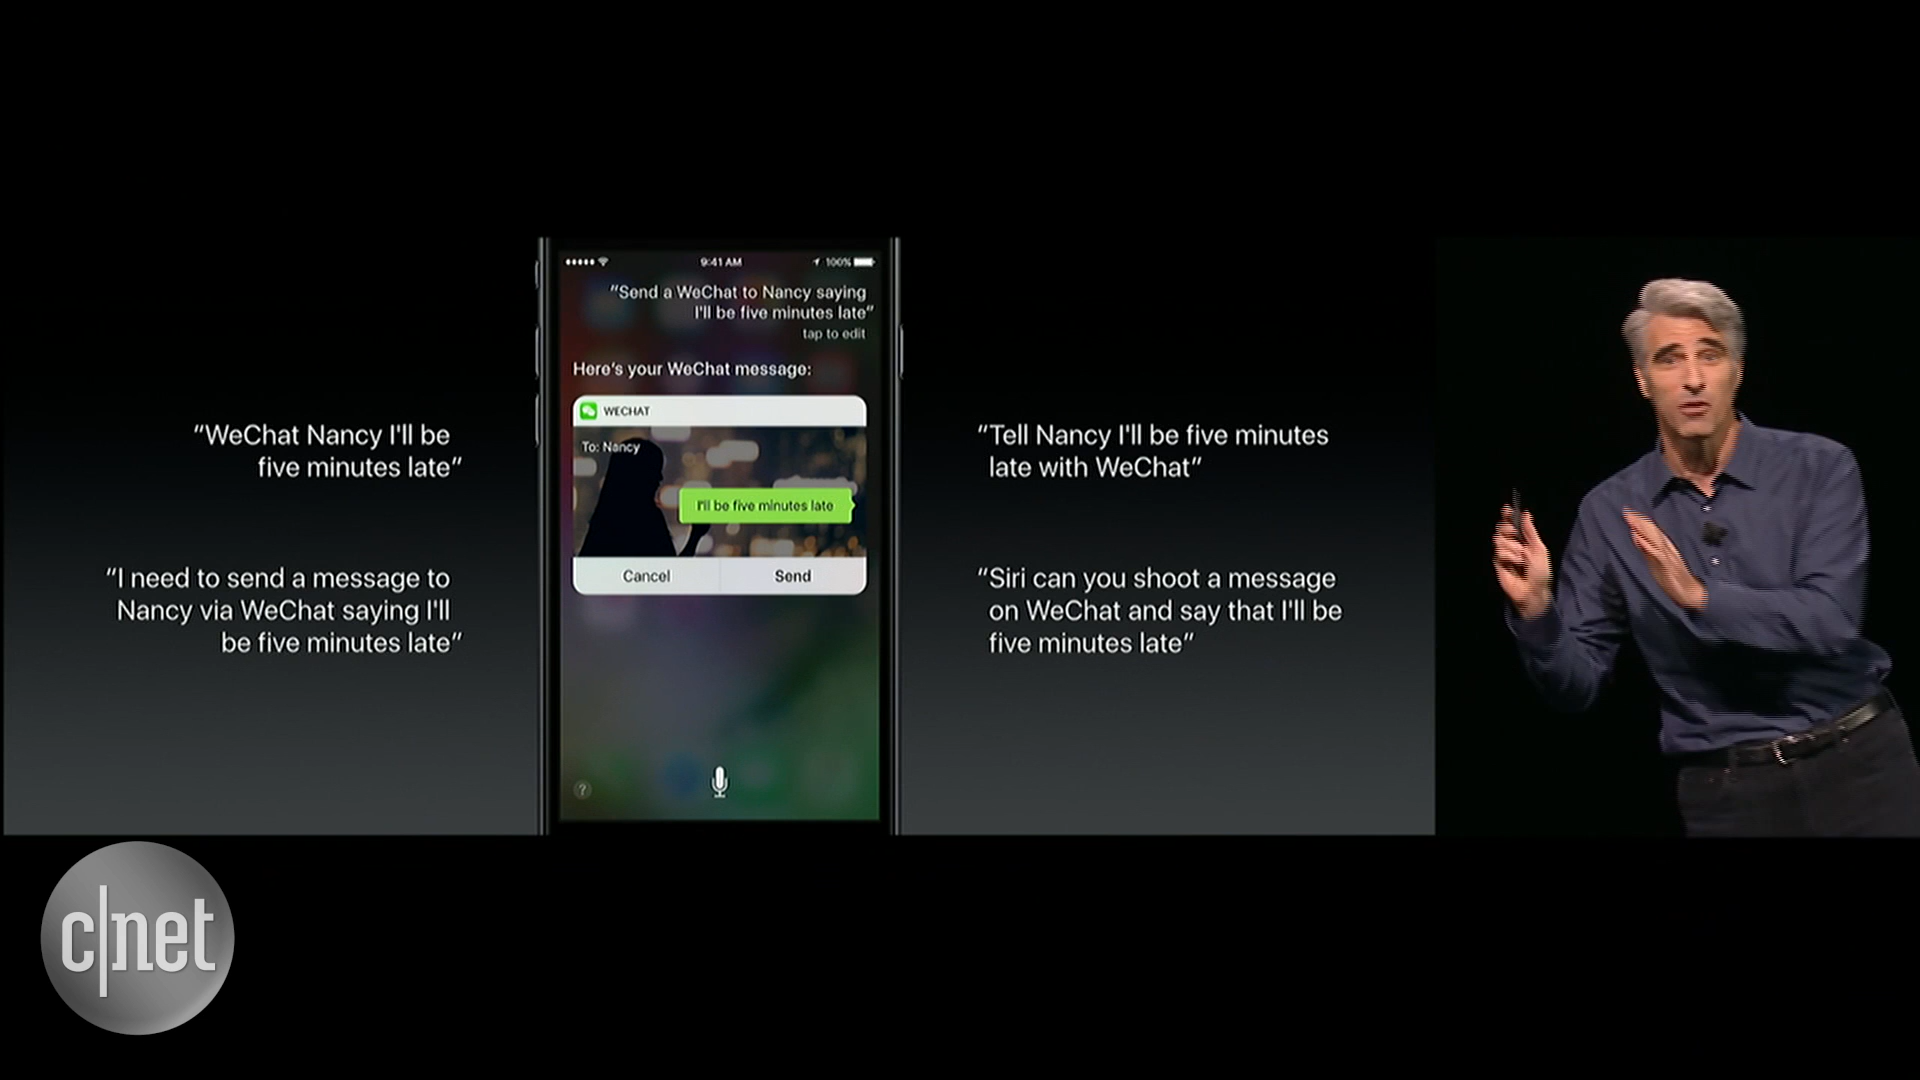 9:41 AM
100%
"Send a WeChat to Nancy saying
I'll be five minutes late"
tap to edit
Here's your WeChat message:
WECHAT
To: Nancy
I'll be five minutes late
Cancel
Send
?
"WeChat Nancy I'll be
five minutes late"
"I need to send a message to
Nancy via WeChat saying I'll
be five minutes late"
"Tell Nancy I'll be five minutes
late with WeChat"
"Siri can you shoot a message
on WeChat and say that I'll be
five minutes late"
c|net